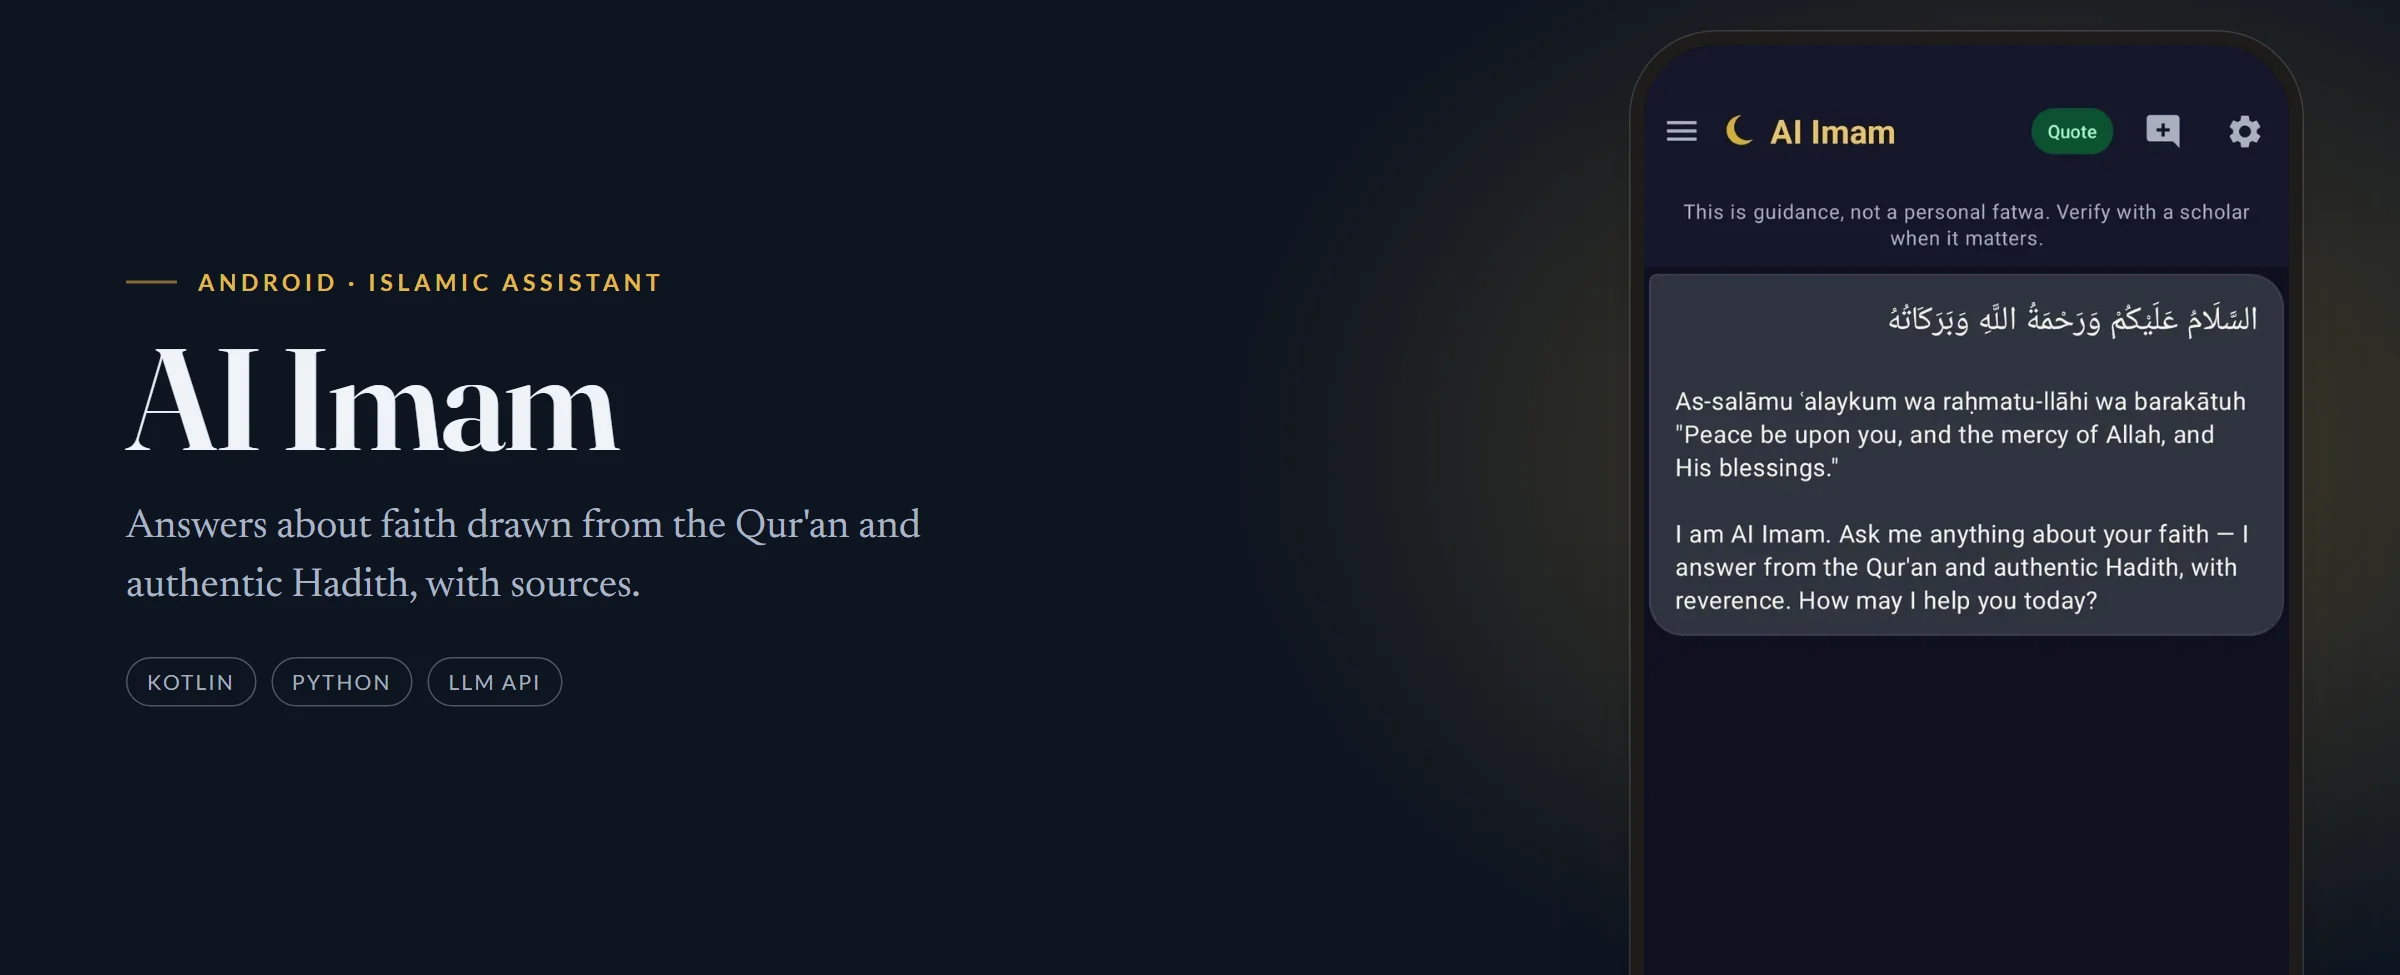 ANDROID · ISLAMIC ASSISTANT
AI Imam
Answers about faith drawn from the Qur'an and
authentic Hadith, with sources.
KOTLIN
PYTHON
LLM API
AI Imam
Quote
This is guidance, not a personal fatwa. Verify with a scholar
when it matters.
السَّلَامُ عَلَيْكُمْ وَرَحْمَةُ اللَّهِ وَبَرَكَاتُهُ
As-salāmu ʿalaykum wa raḥmatu-llāhi wa barakātuh
"Peace be upon you, and the mercy of Allah, and
His blessings."
I am AI Imam. Ask me anything about your faith — I
answer from the Qur'an and authentic Hadith, with
reverence. How may I help you today?